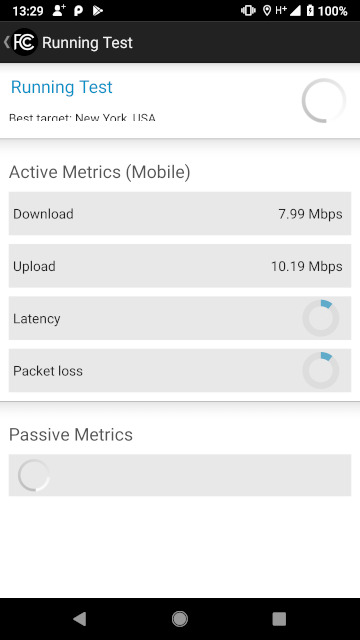 13:29
H+
100%
FCC
Running Test
Running Test
Best target: New York, USA
Active Metrics (Mobile)
Download 7.99 Mbps
Upload 10.19 Mbps
Latency
Packet loss
Passive Metrics